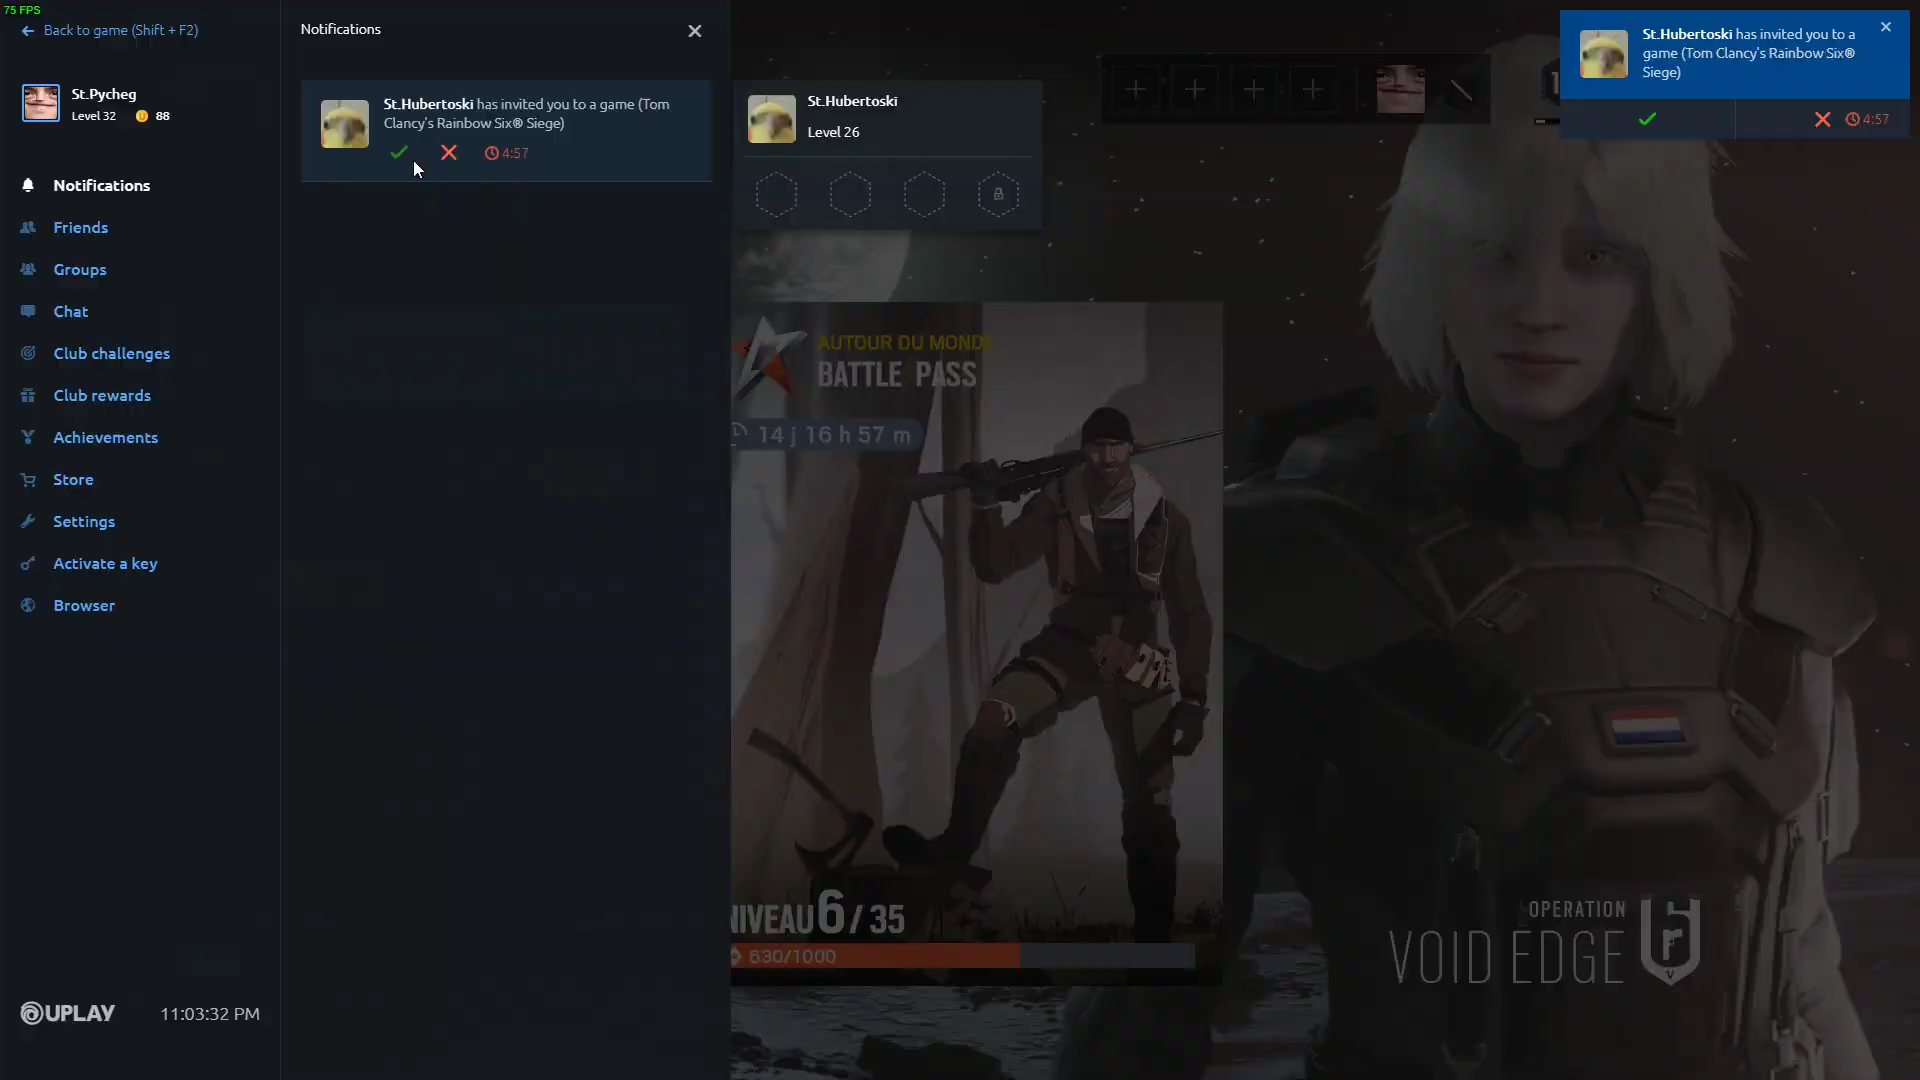 75 FPS
Back to game (Shift + F2)
St.Pycheg
Level 32
88
Notifications
Friends
Groups
Chat
Club challenges
Club rewards
Achievements
Store
Settings
Activate a key
Browser
UPLAY
11:03:32 PM
Notifications
St.Hubertoski has invited you to a game (Tom
Clancy's Rainbow Six® Siege)
4:57
St.Hubertoski
Level 26
AUTOUR DU MONDE
BATTLE PASS
14 j 16 h 57 m
NIVEAU 6 / 35
630/1000
St.Hubertoski has invited you to a
game (Tom Clancy's Rainbow Six®
Siege)
4:57
OPERATION
VOID EDGE